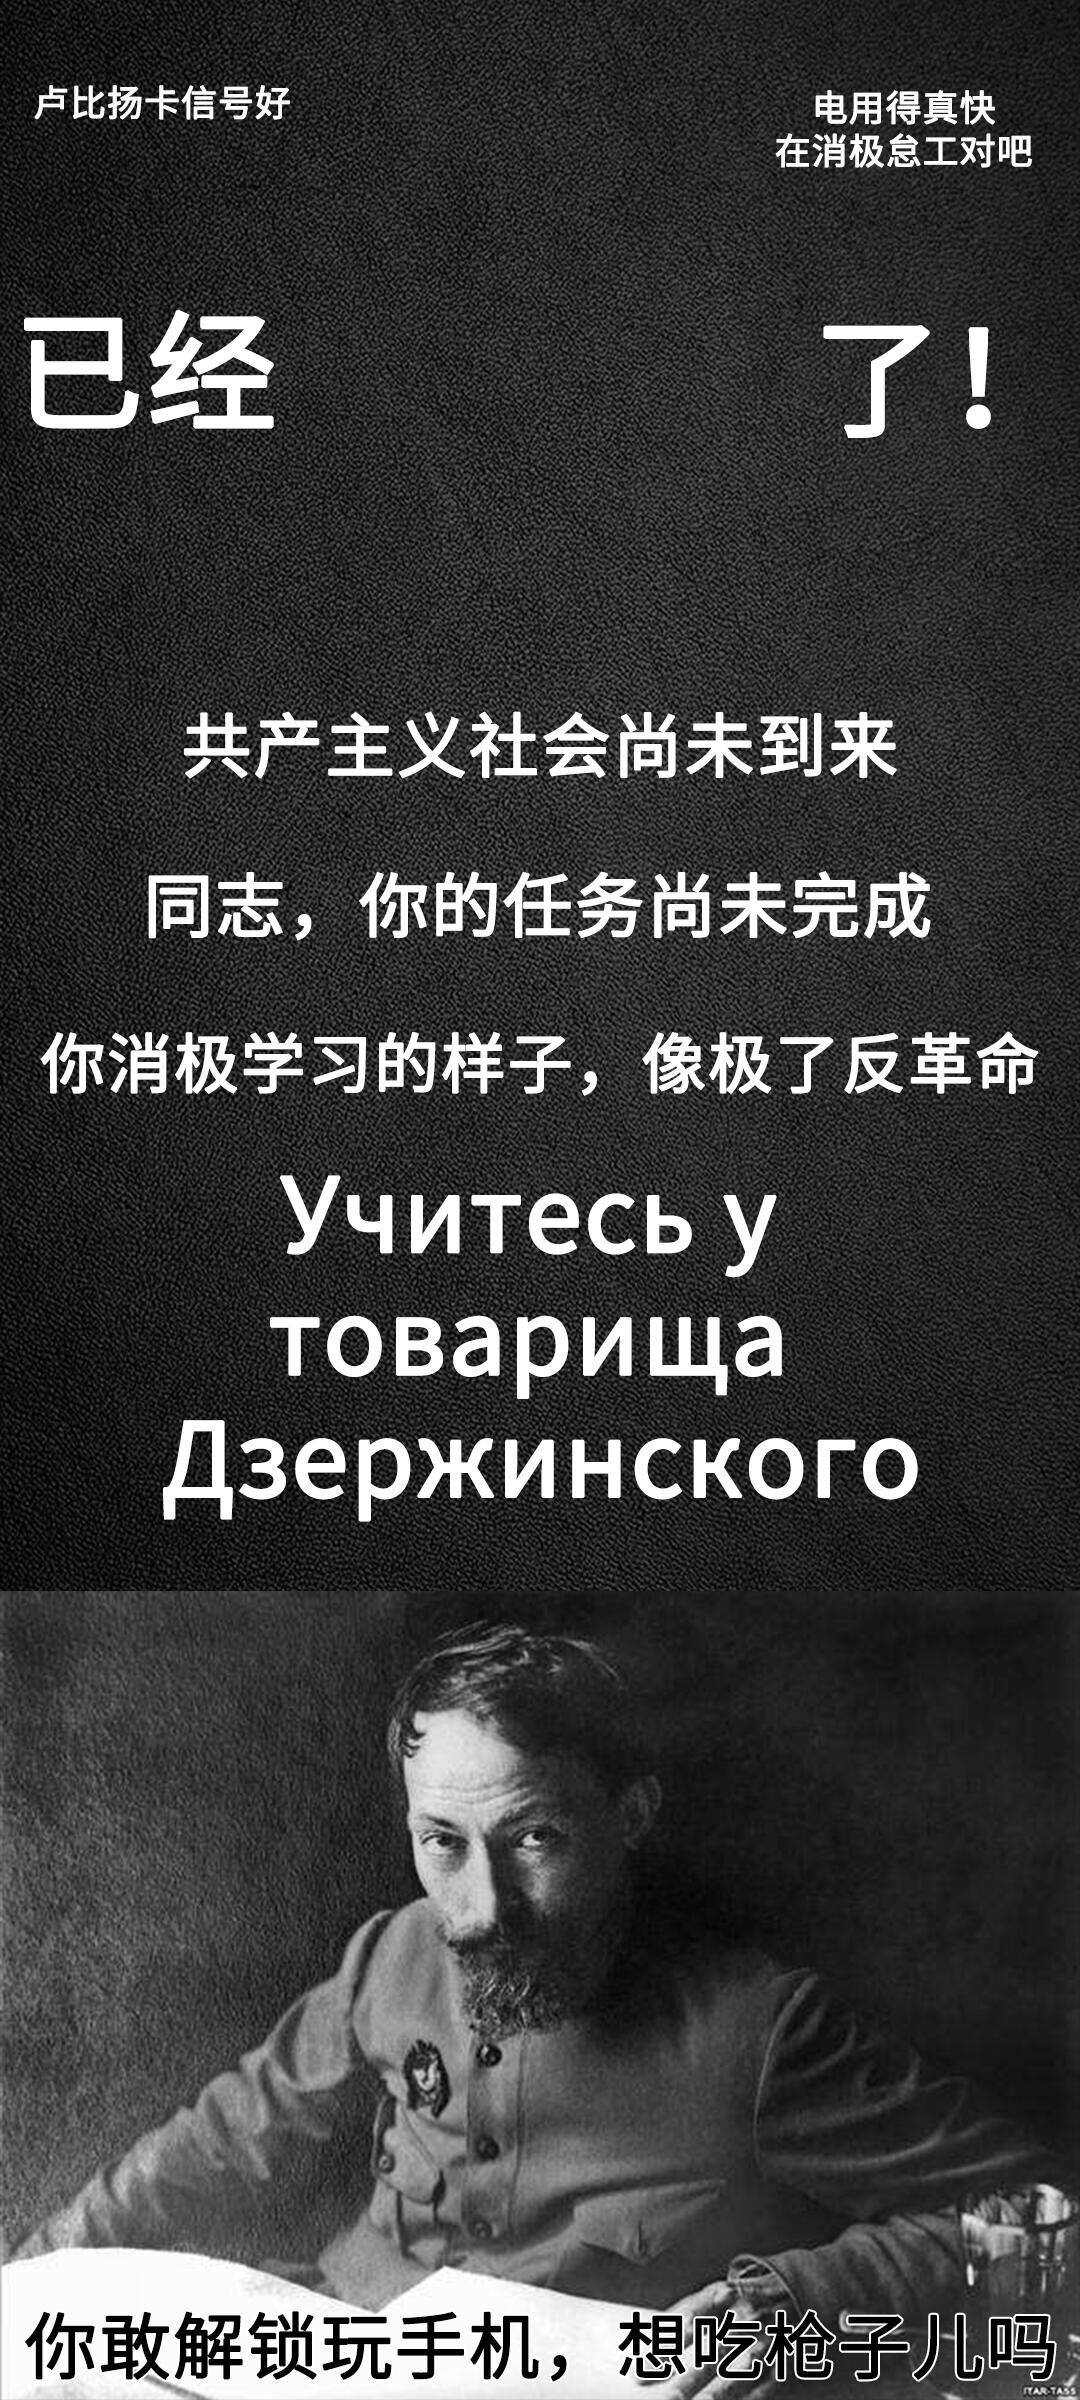 卢比扬卡信号好
电用得真快
在消极怠工对吧
已经 了！
共产主义社会尚未到来
同志，你的任务尚未完成
你消极学习的样子，像极了反革命
Учитесь у
товарища
Дзержинского
你敢解锁玩手机，想吃枪子儿吗
ITAR-TASS